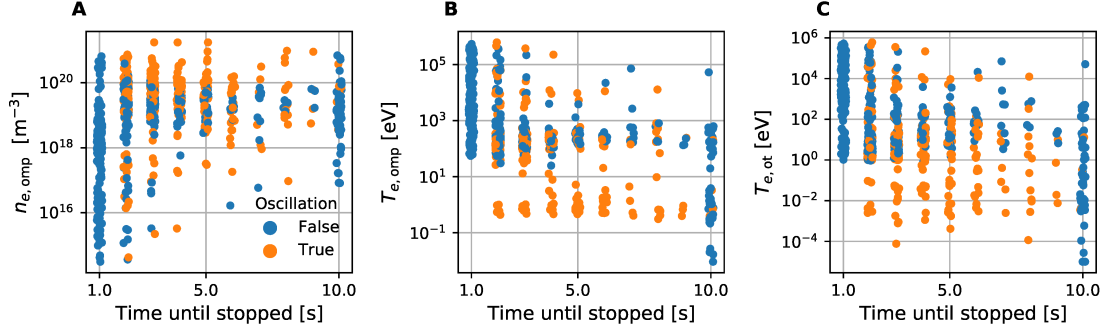 A
B
C
n_{e, omp} [m^{-3}]
10^{20}
10^{18}
10^{16}
Oscillation
False
True
1.0
5.0
10.0
Time until stopped [s]
T_{e, omp} [eV]
10^5
10^3
10^1
10^{-1}
1.0
5.0
10.0
Time until stopped [s]
T_{e, ot} [eV]
10^6
10^4
10^2
10^0
10^{-2}
10^{-4}
1.0
5.0
10.0
Time until stopped [s]